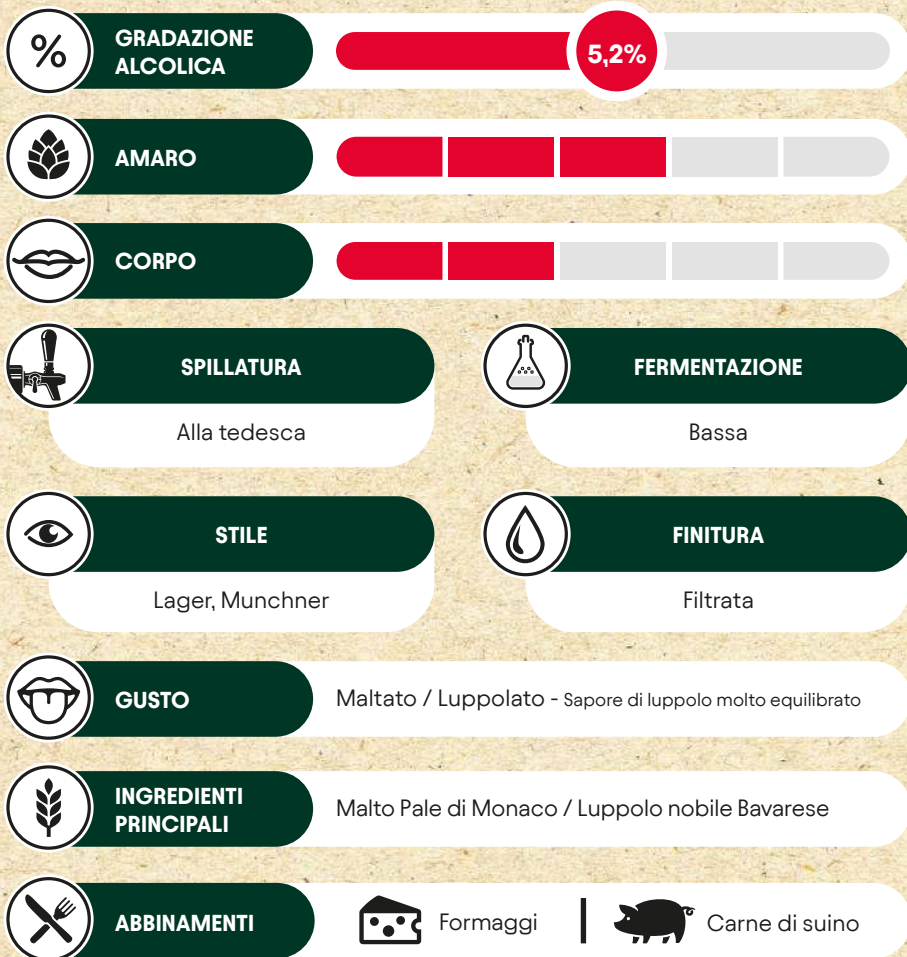 %
GRADAZIONE
ALCOLICA
5,2%
AMARO
CORPO
SPILLATURA
Alla tedesca
FERMENTAZIONE
Bassa
STILE
Lager, Munchner
FINITURA
Filtrata
GUSTO
Maltato / Luppolato - Sapore di luppolo molto equilibrato
INGREDIENTI
PRINCIPALI
Malto Pale di Monaco / Luppolo nobile Bavarese
ABBINAMENTI
Formaggi
Carne di suino